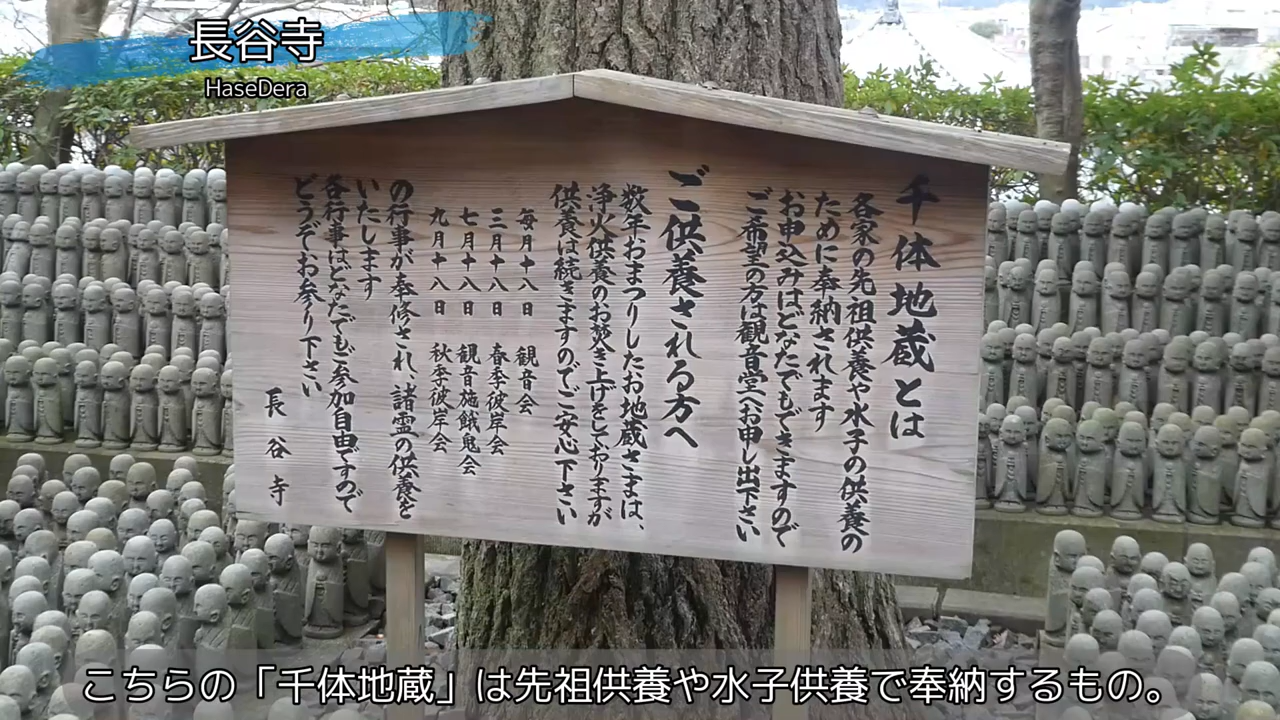 長谷寺
HaseDera
千体地蔵とは
各家の先祖供養や水子の供養の
ために奉納されます
お申込みはどなたでもできますので
ご希望の方は観音堂へお申し出下さい
ご供養される方へ
数年おまつりしたお地蔵さまは、
浄火供養のお焚き上げをしておりますが
供養は続きますのでご安心下さい
毎月十八日 観音会
三月十八日 春季彼岸会
七月十八日 観音施餓鬼会
九月十八日 秋季彼岸会
の行事が奉修され、諸霊の供養を
いたします
各行事はどなたでもご参加自由ですので
どうぞお参り下さい
長谷寺
こちらの「千体地蔵」は先祖供養や水子供養で奉納するもの。